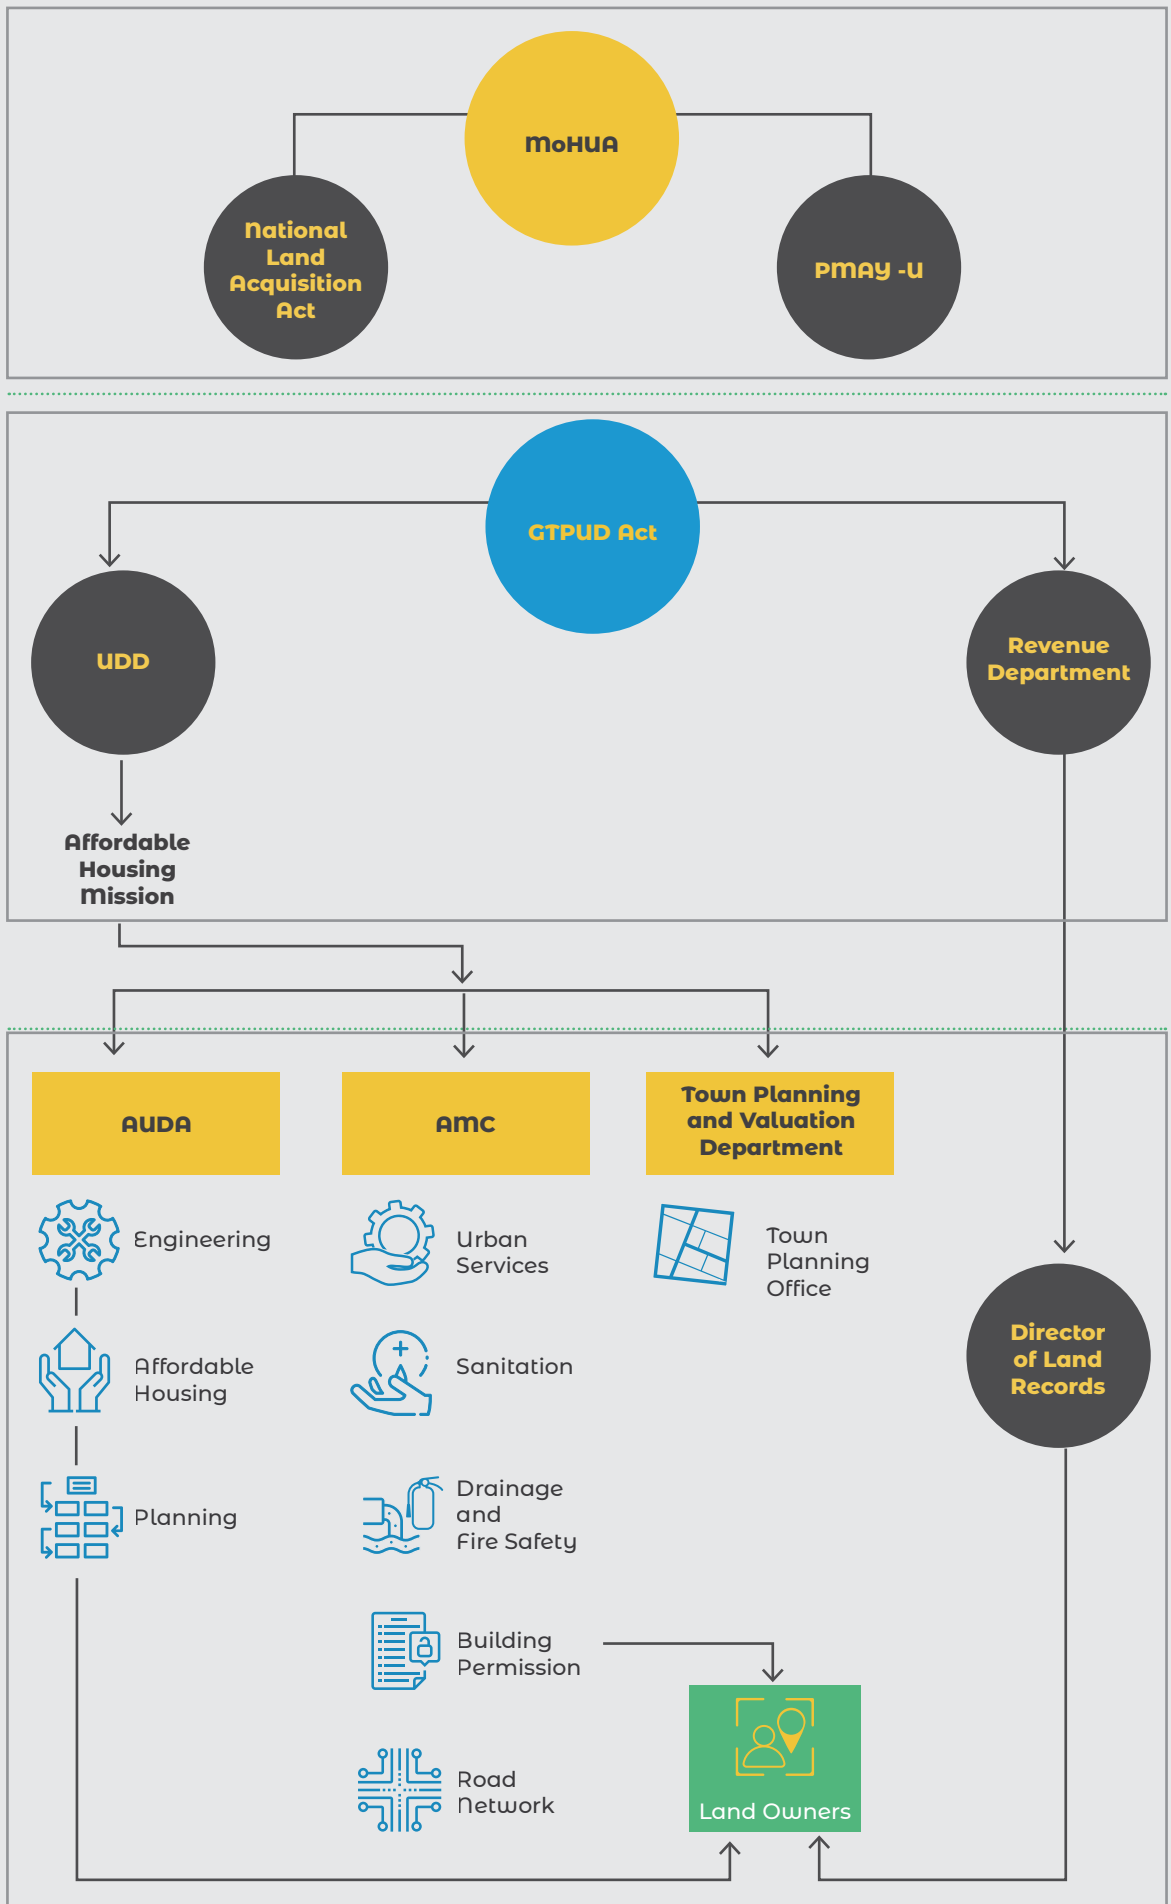 MoHUA
National
Land
Acquisition
Act
PMAY -U
GTPUD Act
UDD
Revenue
Department
Affordable
Housing
Mission
AUDA
AMC
Town Planning
and Valuation
Department
Engineering
Urban
Services
Town
Planning
Office
Affordable
Housing
Sanitation
Director
of Land
Records
Planning
Drainage
and
Fire Safety
Building
Permission
Road
Network
Land Owners